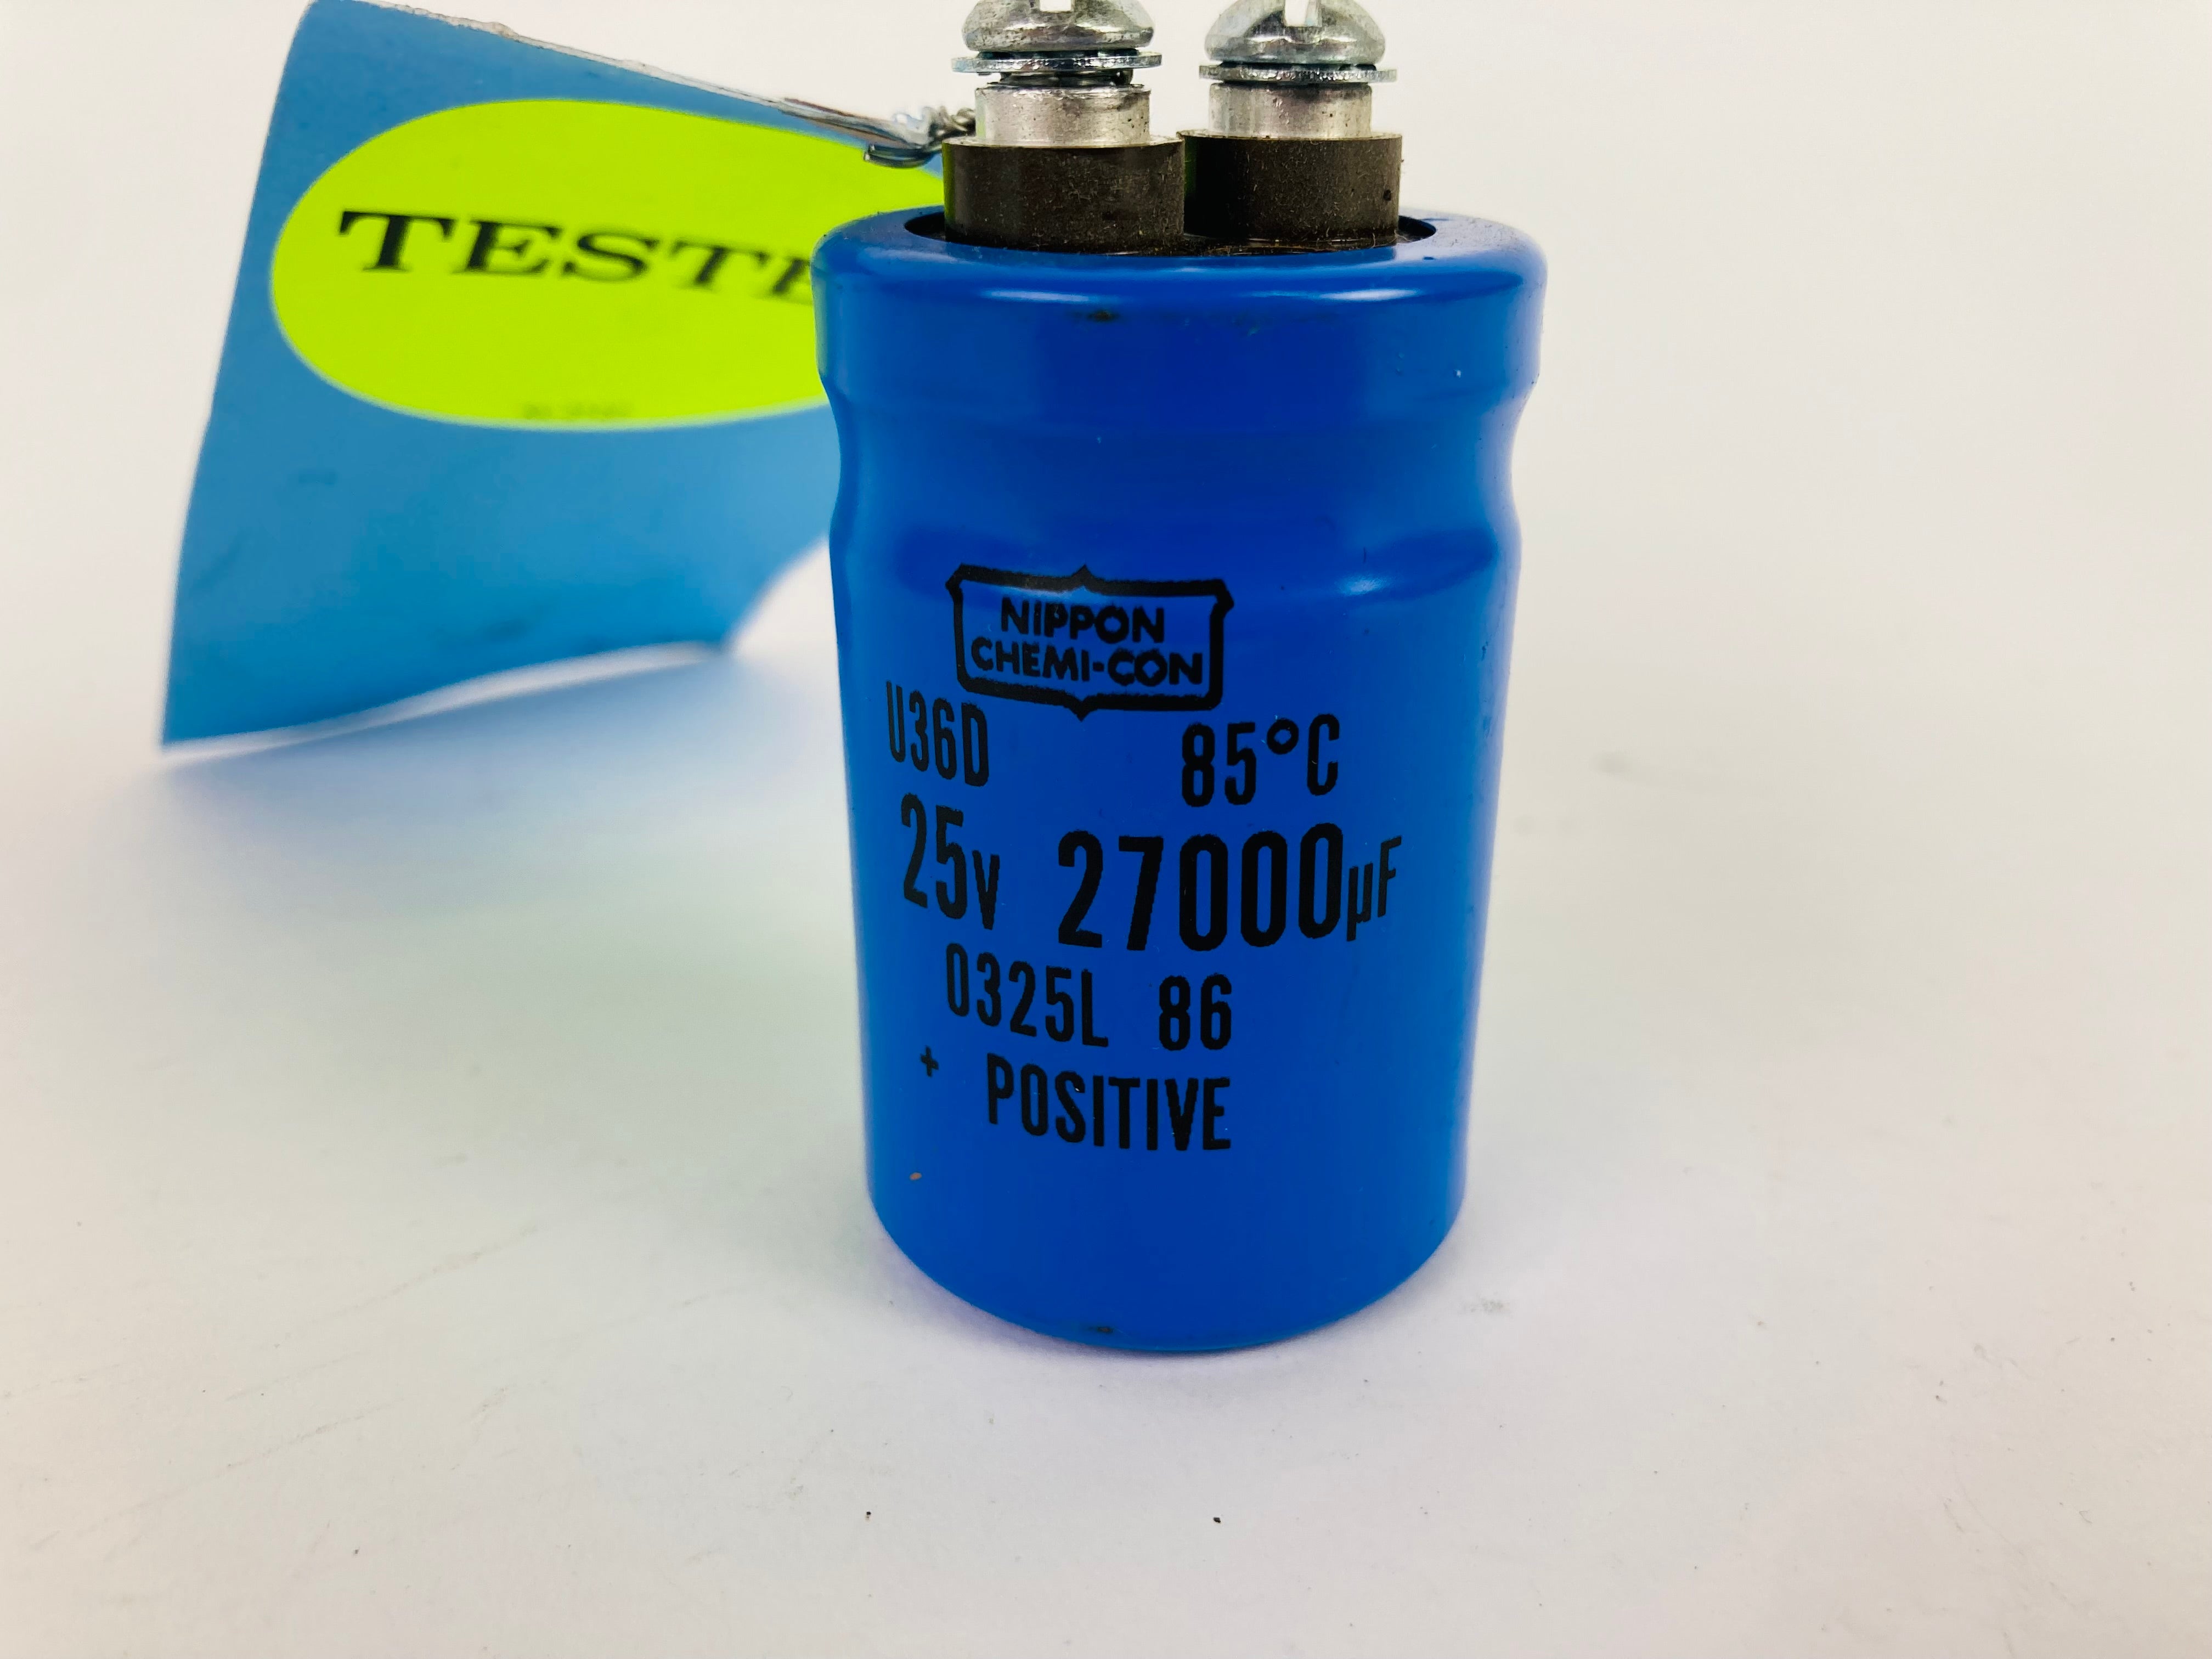 TESTE
NIPPON
CHEMI-CON
U36D 85°C
25V 27000µF
0325L 86
+ POSITIVE